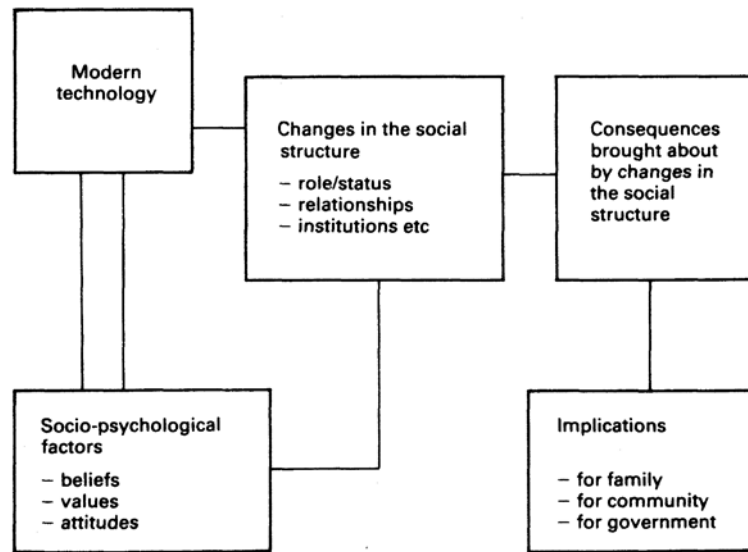 Modern
technology
Changes in the social
structure
– role/status
– relationships
– institutions etc
Consequences
brought about
by changes in
the social
structure
Socio-psychological
factors
– beliefs
– values
– attitudes
Implications
– for family
– for community
– for government